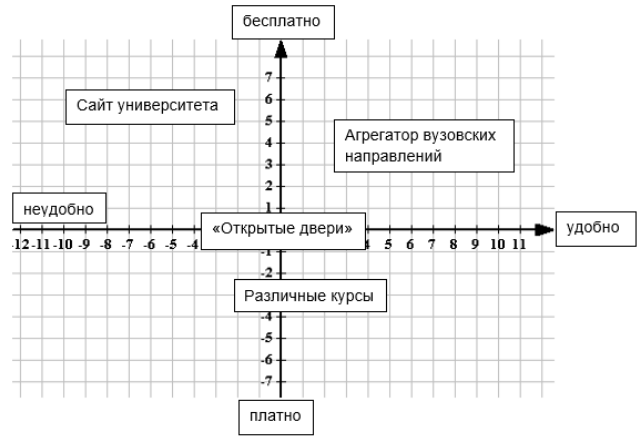 бесплатно
7
Сайт университета
6
5
Агрегатор вузовских
направлений
4
3
2
неудобно
1
«Открытые двери»
удобно
-12 -11 -10 -9 -8 -7 -6 -5 -4 4 5 6 7 8 9 10 11
-1
-2
Различные курсы
-4
-5
-6
-7
платно